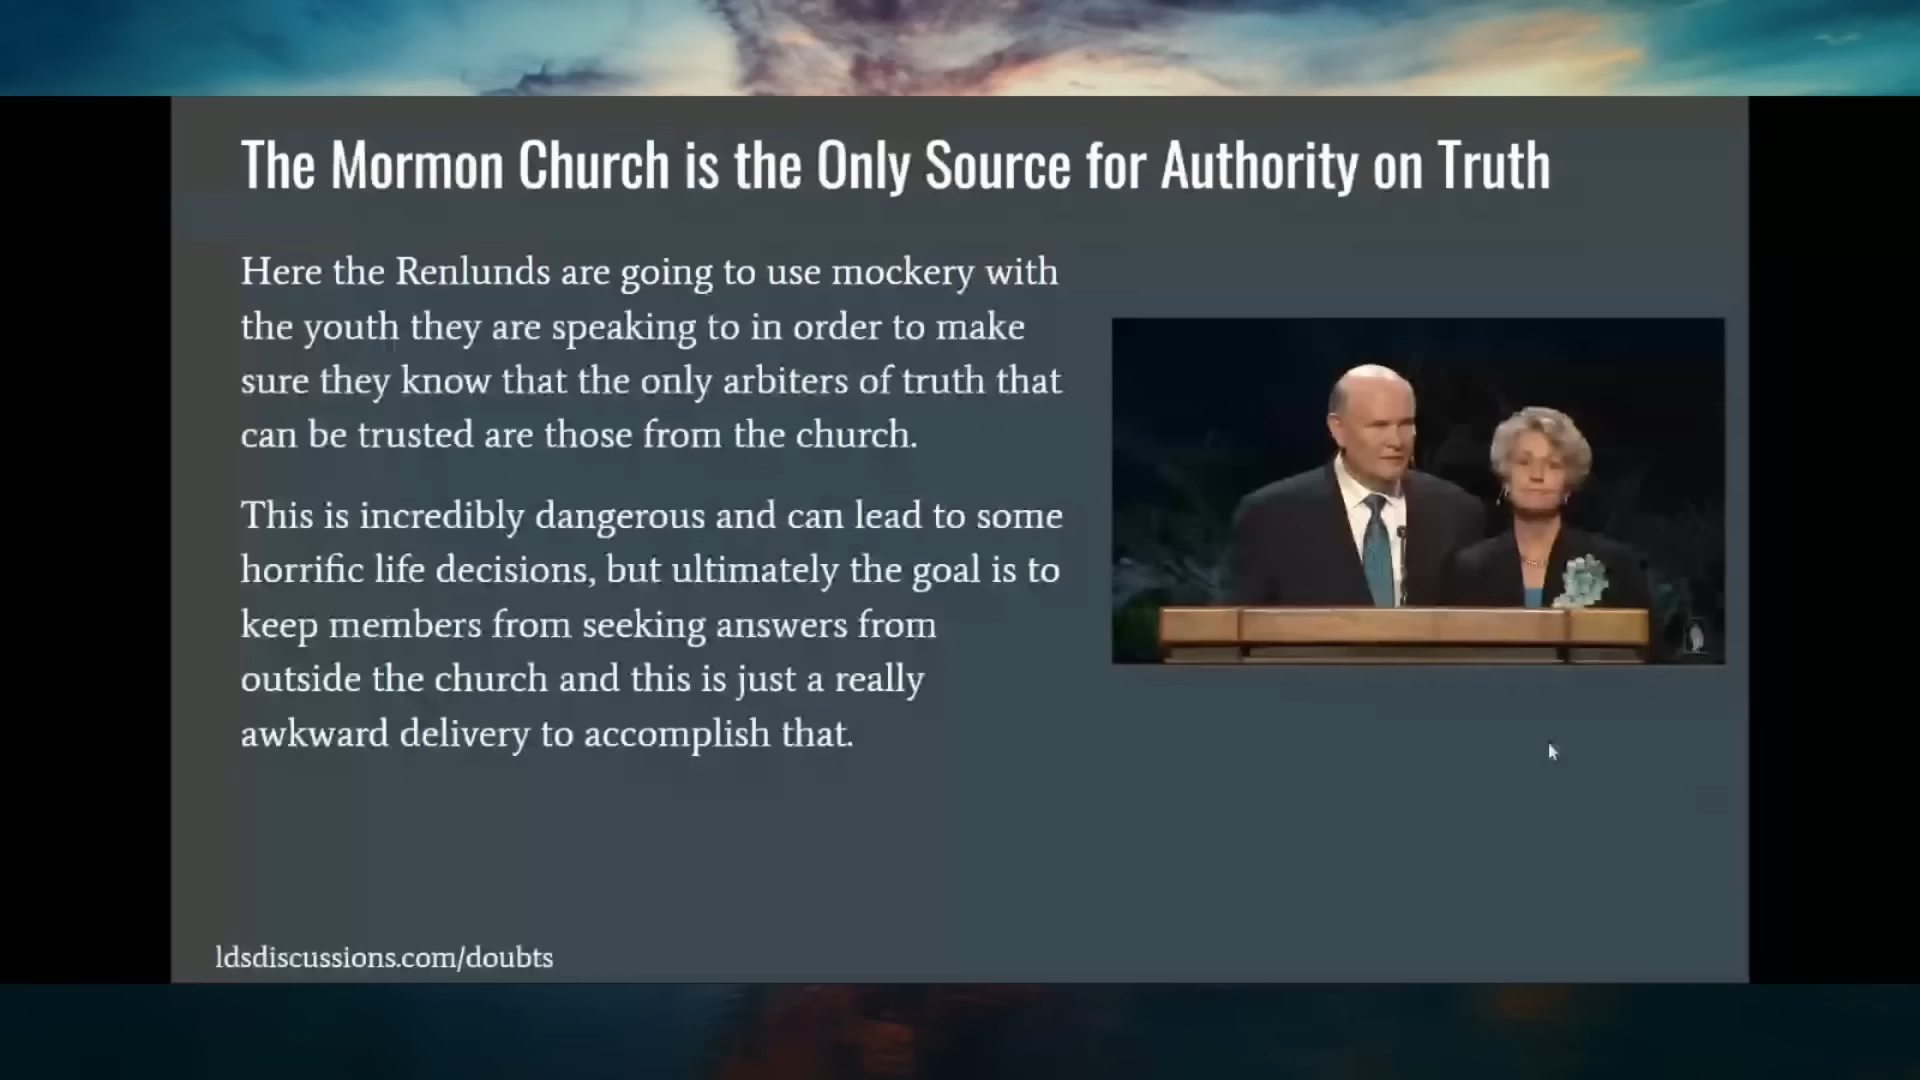 The Mormon Church is the Only Source for Authority on Truth
Here the Renlunds are going to use mockery with
the youth they are speaking to in order to make
sure they know that the only arbiters of truth that
can be trusted are those from the church.
This is incredibly dangerous and can lead to some
horrific life decisions, but ultimately the goal is to
keep members from seeking answers from
outside the church and this is just a really
awkward delivery to accomplish that.
ldsdiscussions.com/doubts